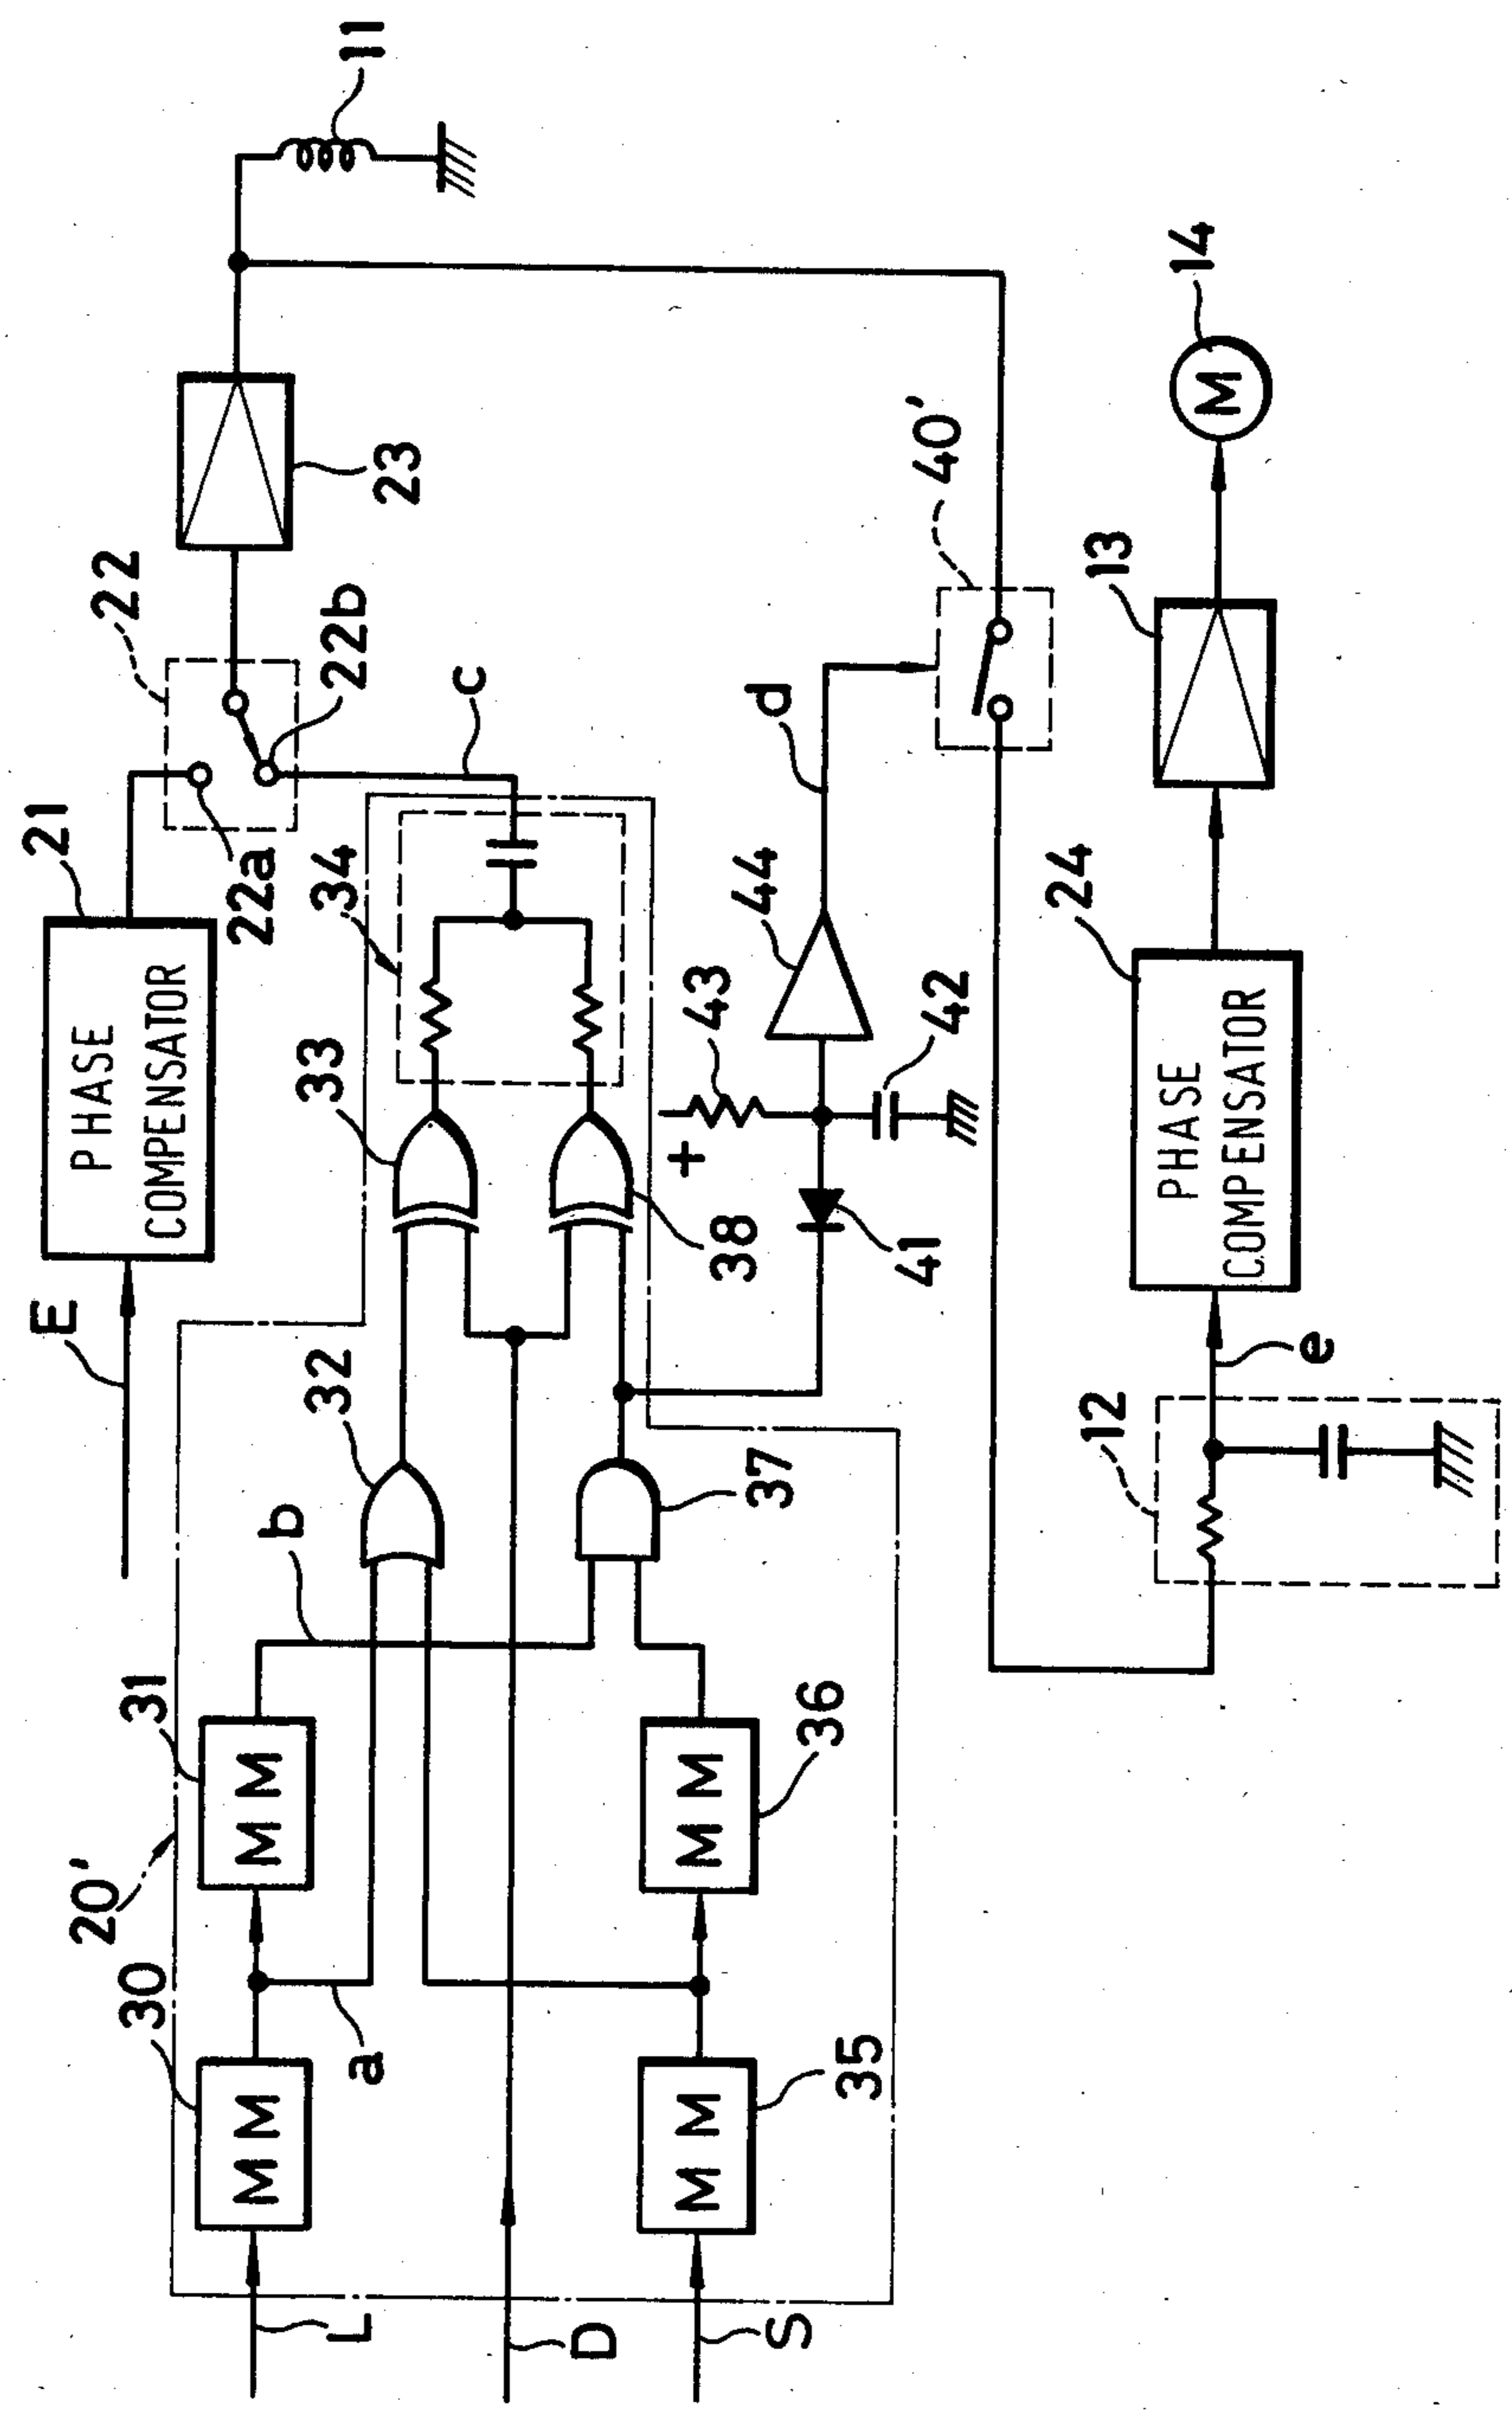 E
PHASE
COMPENSATOR
21
22
22a
22b
23
11
20'
L
30
MM
a
31
MM
b
32
33
34
c
D
S
35
MM
36
MM
37
38
41
+
43
42
44
d
40'
12
e
PHASE
COMPENSATOR
24
13
M
14